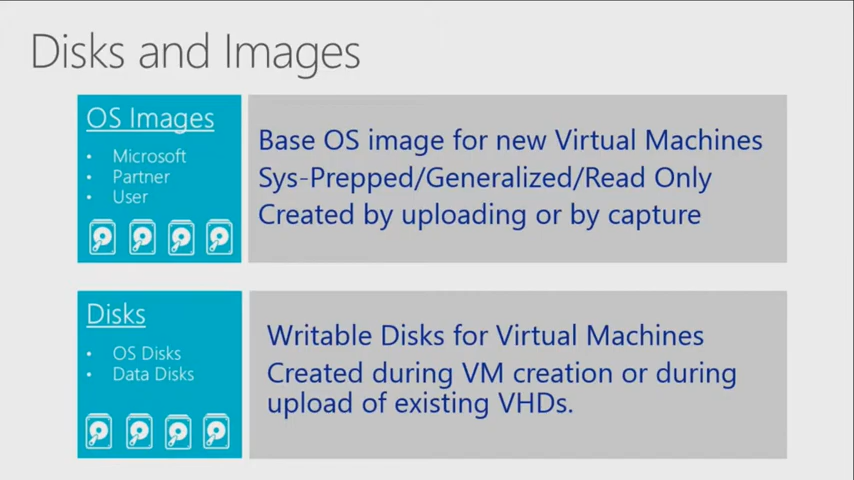 Disks and Images
OS Images
• Microsoft
• Partner
• User
Base OS image for new Virtual Machines
Sys-Prepped/Generalized/Read Only
Created by uploading or by capture
Disks
• OS Disks
• Data Disks
Writable Disks for Virtual Machines
Created during VM creation or during
upload of existing VHDs.